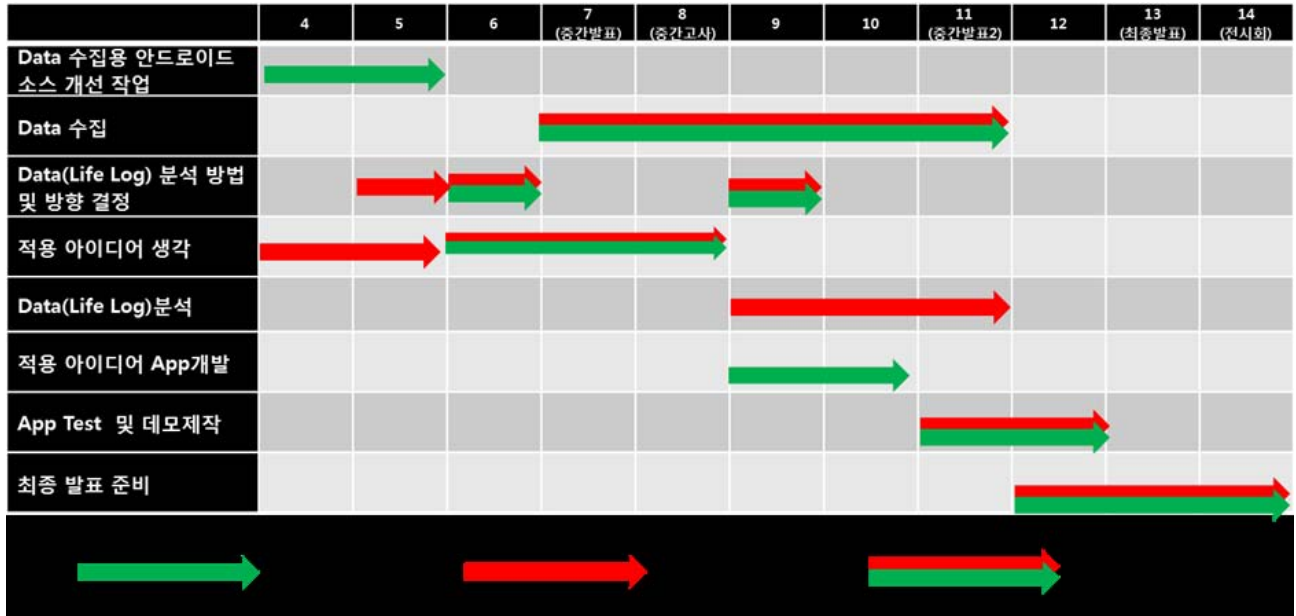 4 5 6 7 8 9 10 11 12 13 14
(중간발표) (중간고사) (중간발표2) (최종발표) (전시회)
Data 수집용 안드로이드
소스 개선 작업
Data 수집
Data(Life Log) 분석 방법
및 방향 결정
적용 아이디어 생각
Data(Life Log)분석
적용 아이디어 App개발
App Test 및 데모제작
최종 발표 준비